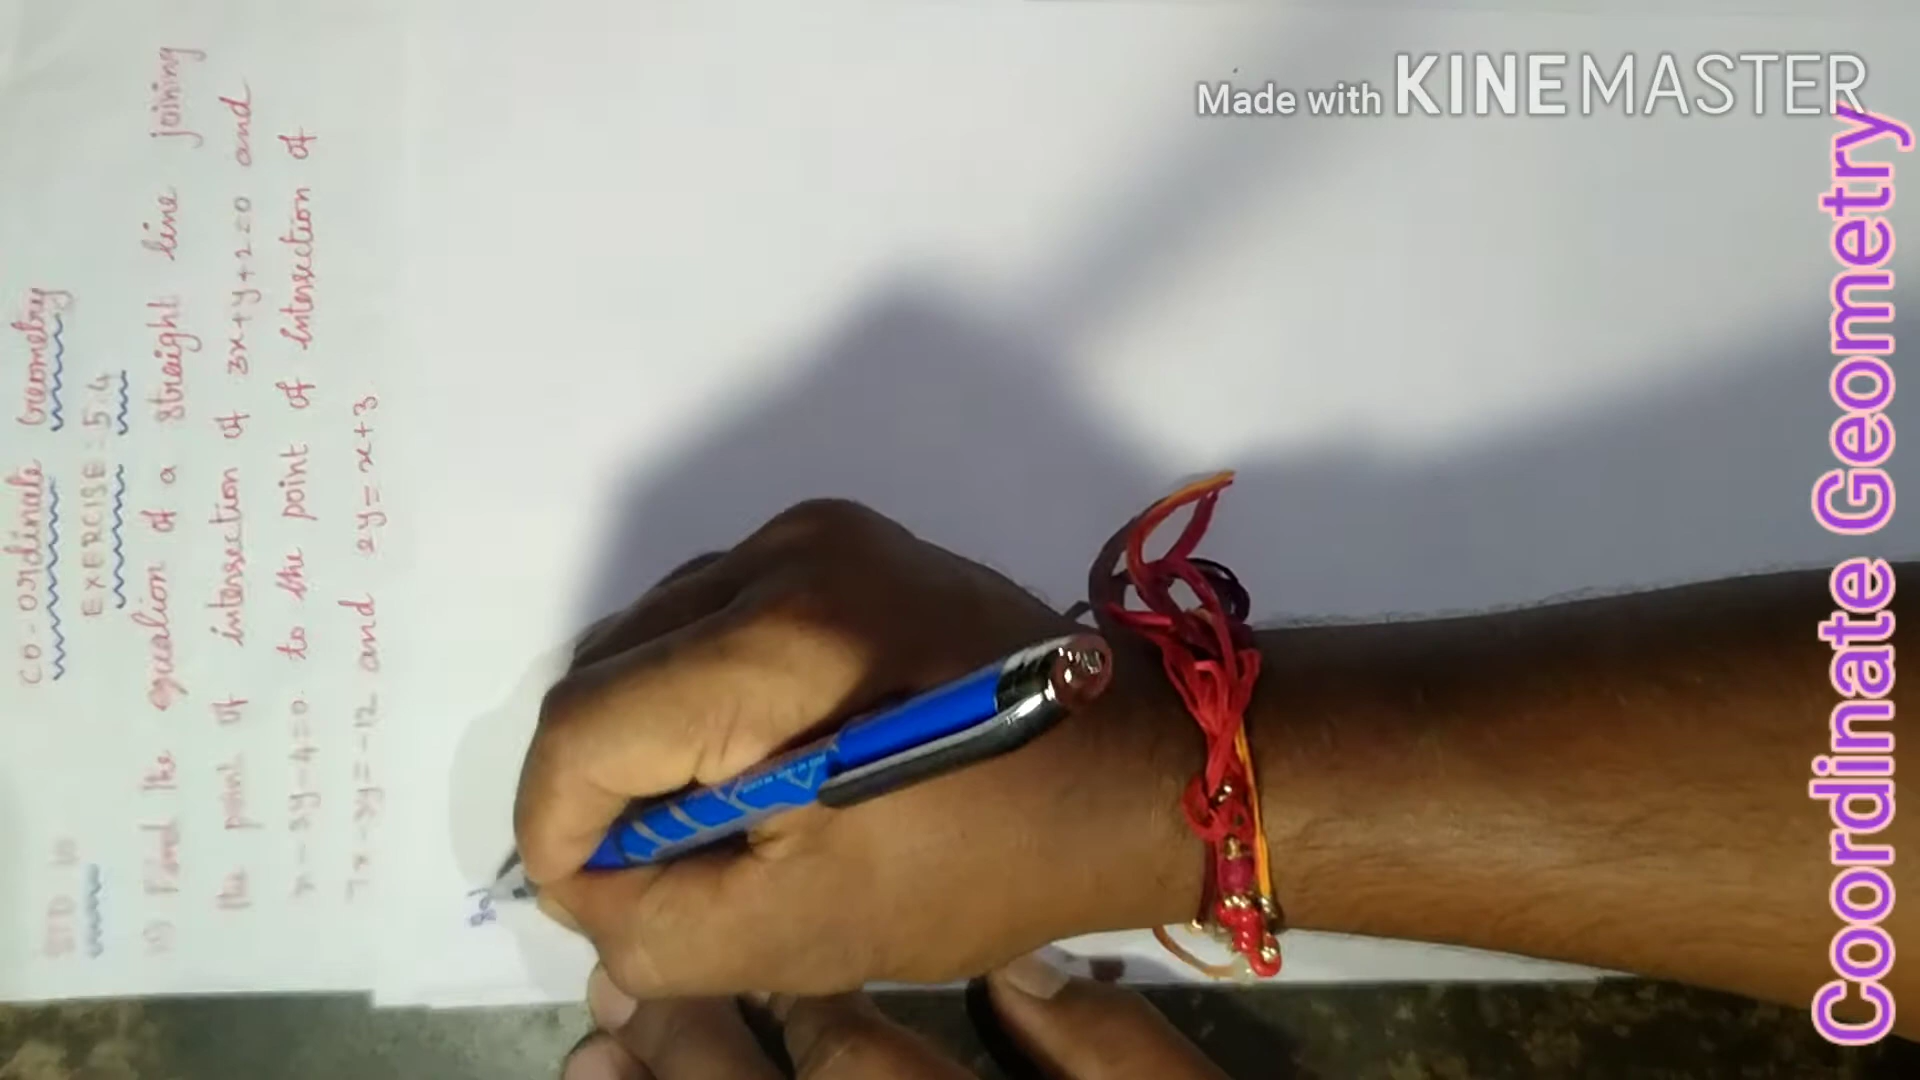 CO-ordinate Geometry
STD 10
EXERCISE: 5.4
Find the equation of a straight line joining
the point of intersection of 3x+y+2=0 and
x-2y-4=0. to the point of intersection of
7x-3y=-12 and 2y=x+3.
Made with KINEMASTER
Coordinate Geometry